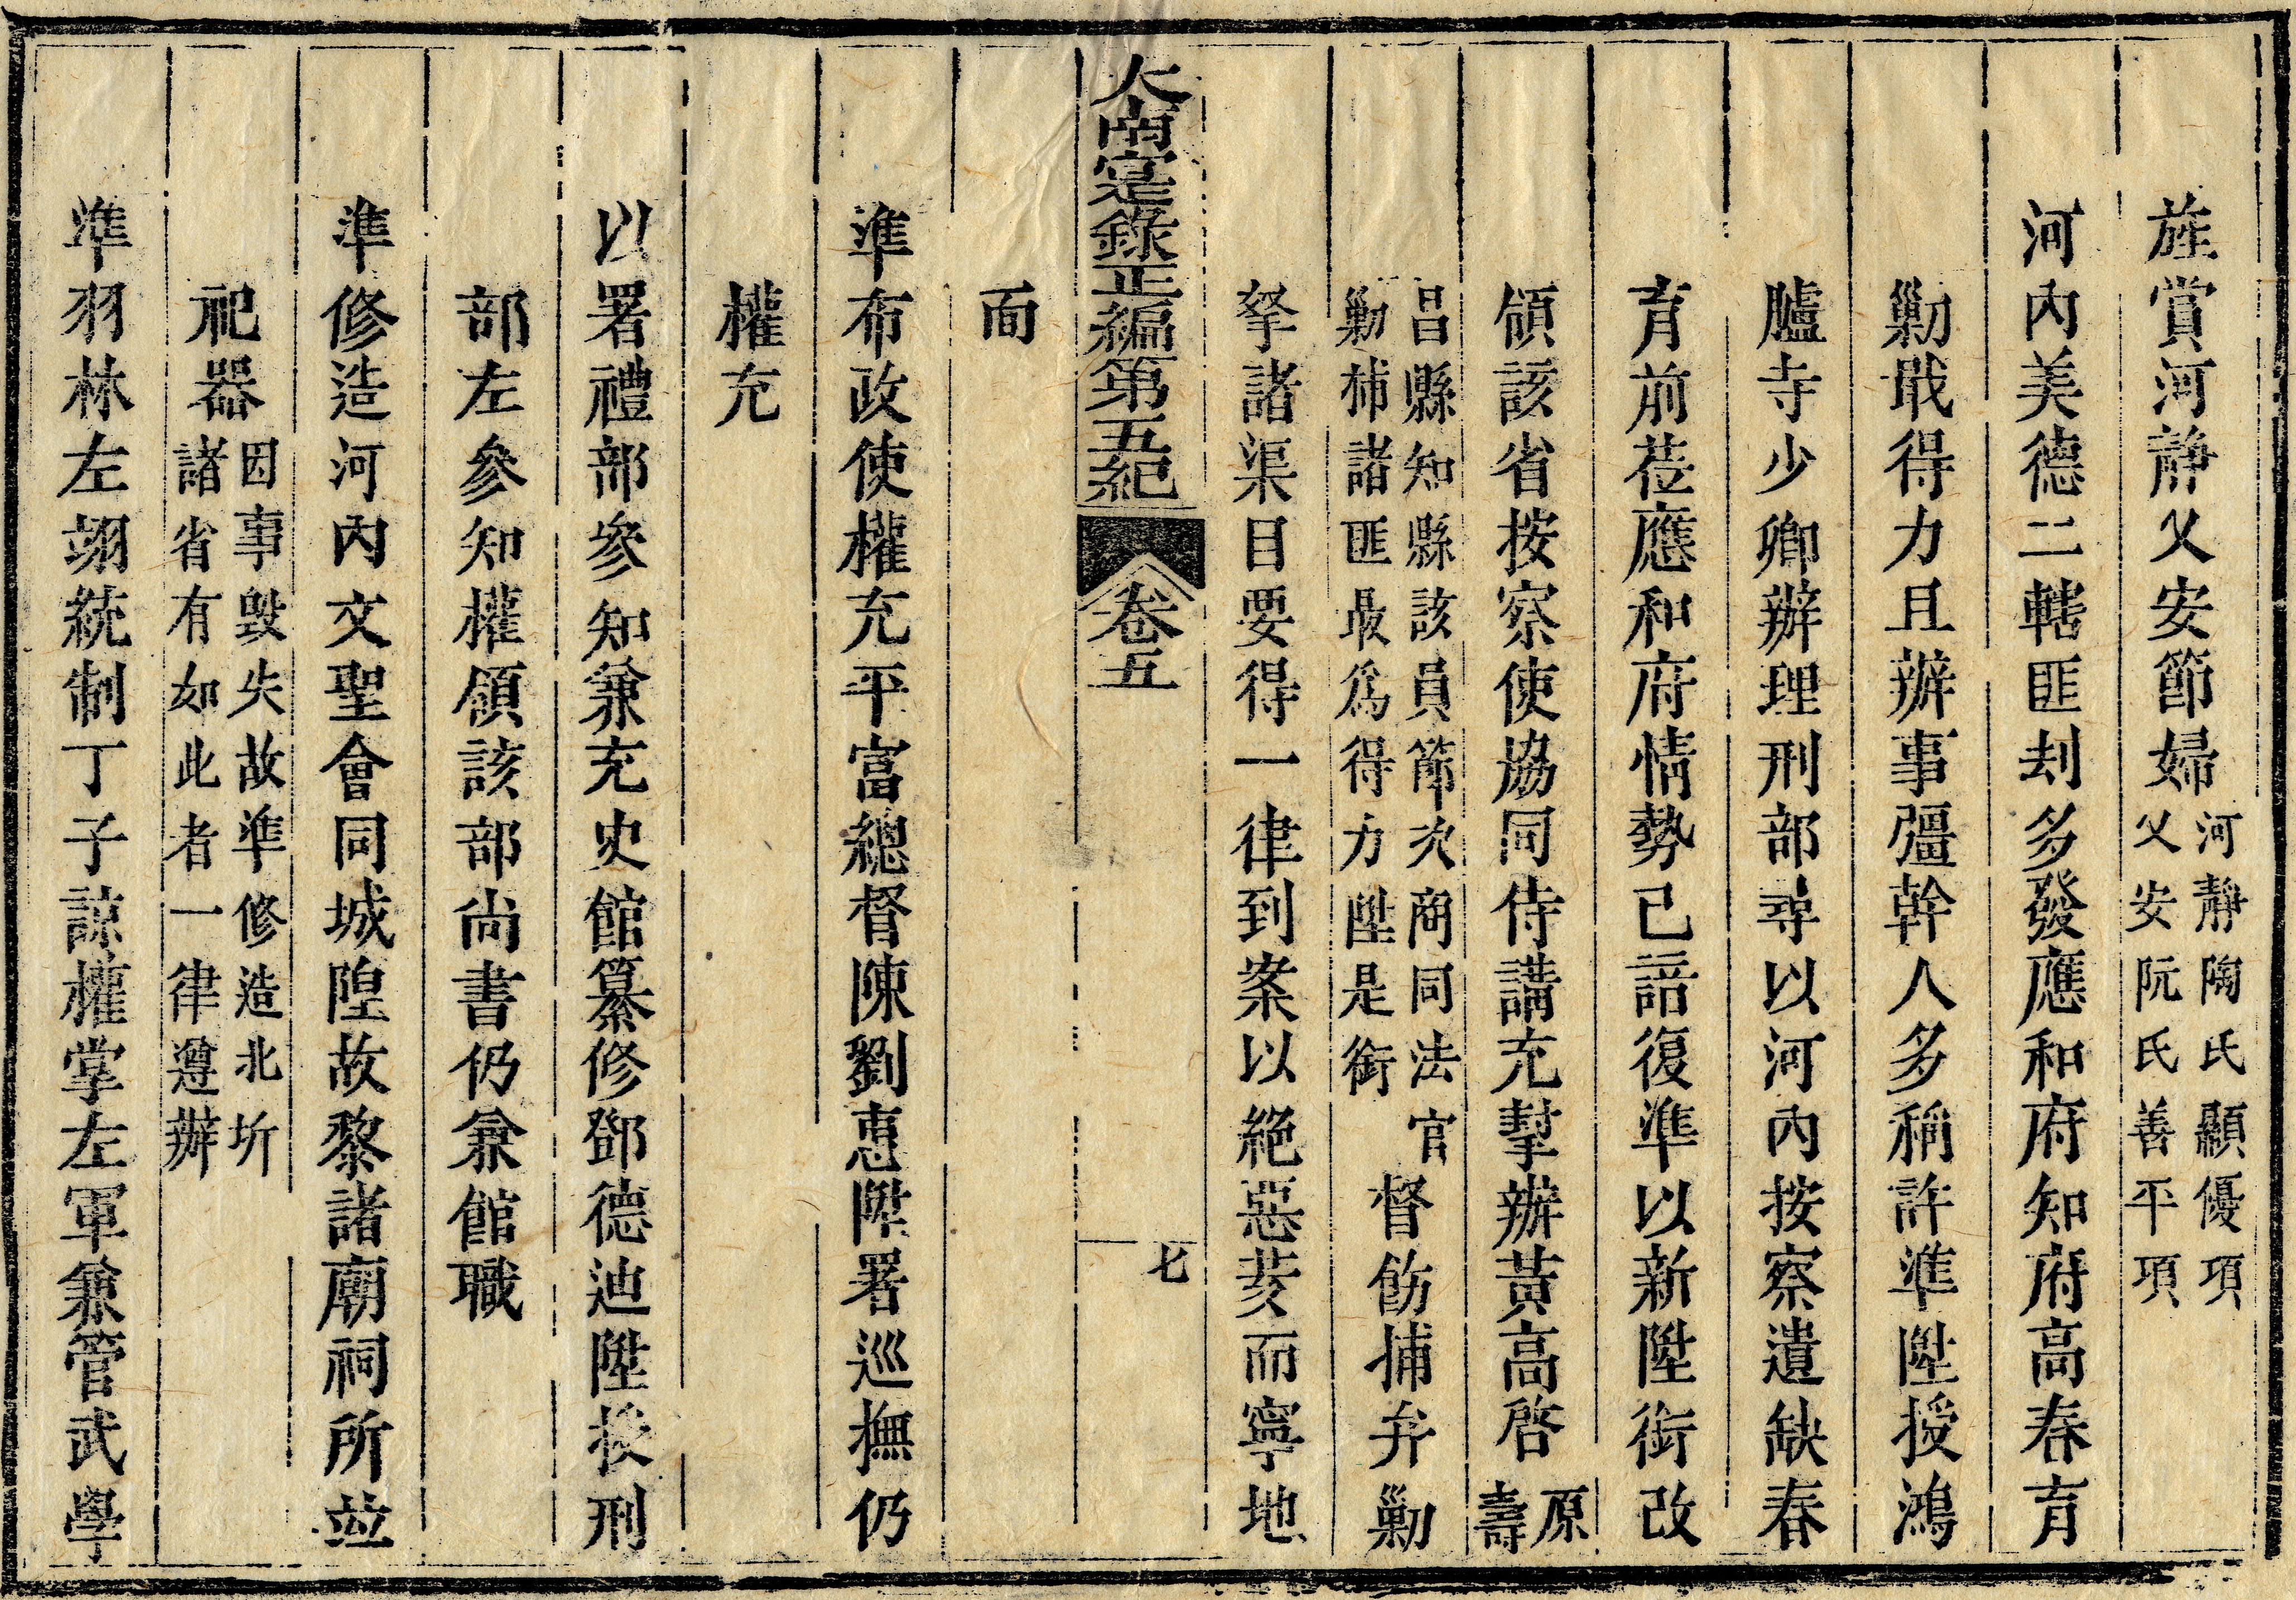 旌賞河靜乂安節婦河靜陶氏顯優項乂安阮氏善平項
河內美德二轄匪刦多發應和府知府高春育
勦戢得力且辦事彊幹人多稱許準陞授鴻
臚寺少卿辦理刑部尋以河內按察遺缺春
育前莅應和府情勢已諳復準以新陞銜改
領該省按察使協同侍講充掣辦黃高啓原壽
昌縣知縣該員節次商同法官勦捕諸匪最爲得力陞是銜督飭捕弁勦
拏諸渠目要得一律到案以絕惡荄而寧地
大南寔錄正編第五紀 卷五 七
面
準布政使權充平富總督陳劉惠陞署巡撫仍
權充
以署禮部參知兼充史館纂修鄧德迪陞授刑
部左參知權領該部尚書仍兼館職
準修造河內文聖會同城隍故黎諸廟祠所並
祀器因事毀失故準修造北圻諸省有如此者一律遵辦
準羽林左翊統制丁子諒權掌左軍兼管武學